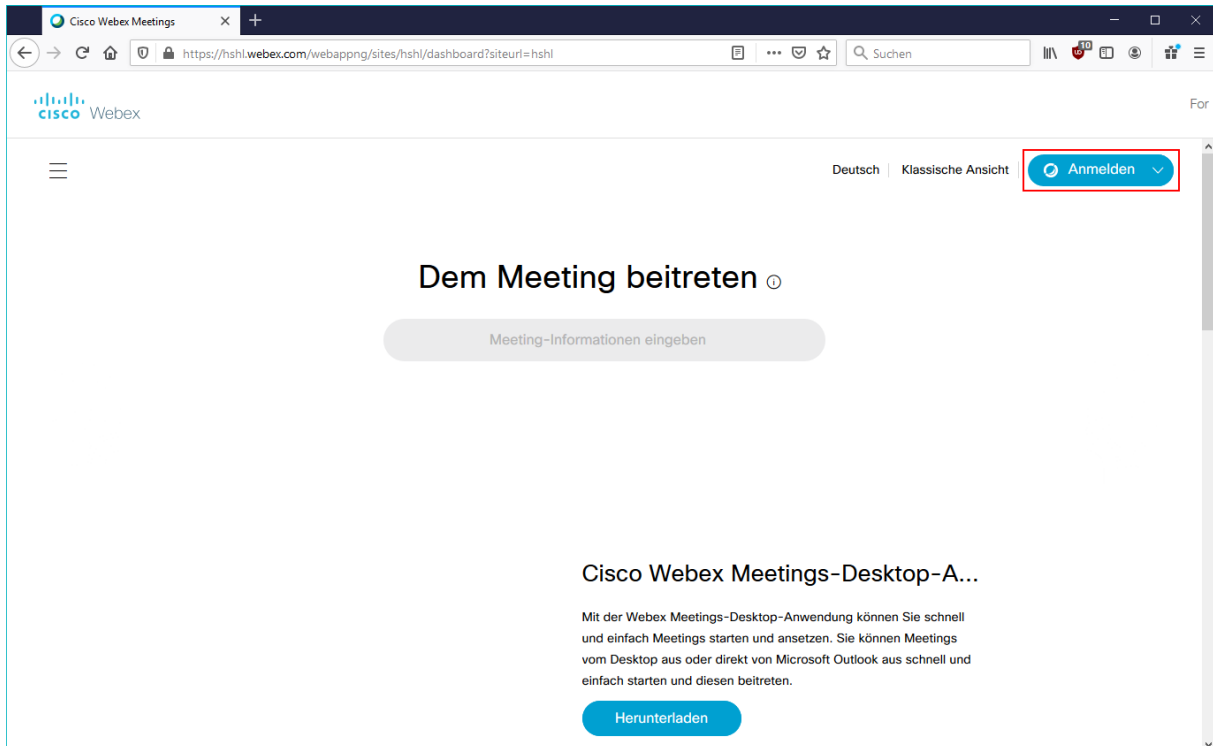 Cisco Webex Meetings
https://hshl.webex.com/webappng/sites/hshl/dashboard?siteurl=hshl
Suchen
10
cisco Webex
For
Deutsch
Klassische Ansicht
Anmelden
Dem Meeting beitreten
Meeting-Informationen eingeben
Cisco Webex Meetings-Desktop-A...
Mit der Webex Meetings-Desktop-Anwendung können Sie schnell
und einfach Meetings starten und ansetzen. Sie können Meetings
vom Desktop aus oder direkt von Microsoft Outlook aus schnell und
einfach starten und diesen beitreten.
Herunterladen